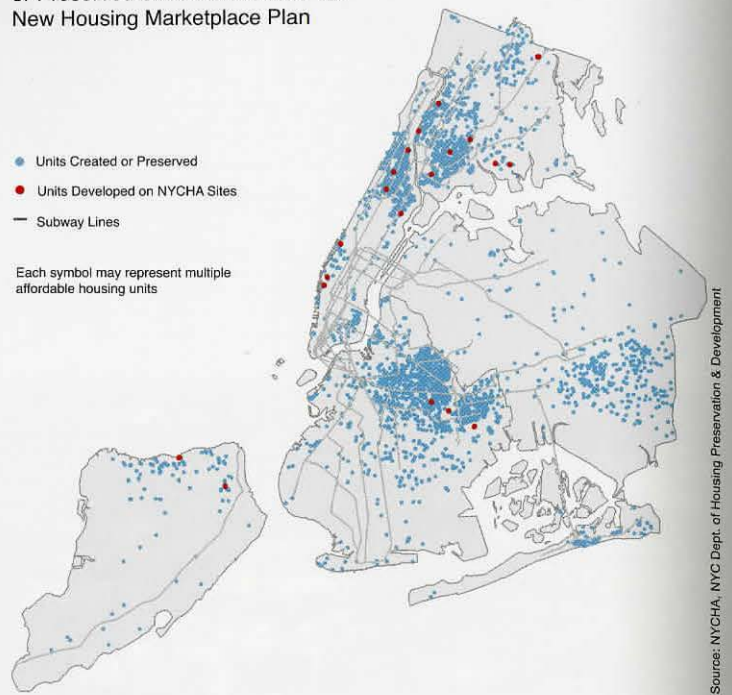 New Housing Marketplace Plan
Units Created or Preserved
Units Developed on NYCHA Sites
Subway Lines
Each symbol may represent multiple
affordable housing units
Source: NYCHA, NYC Dept. of Housing Preservation & Development